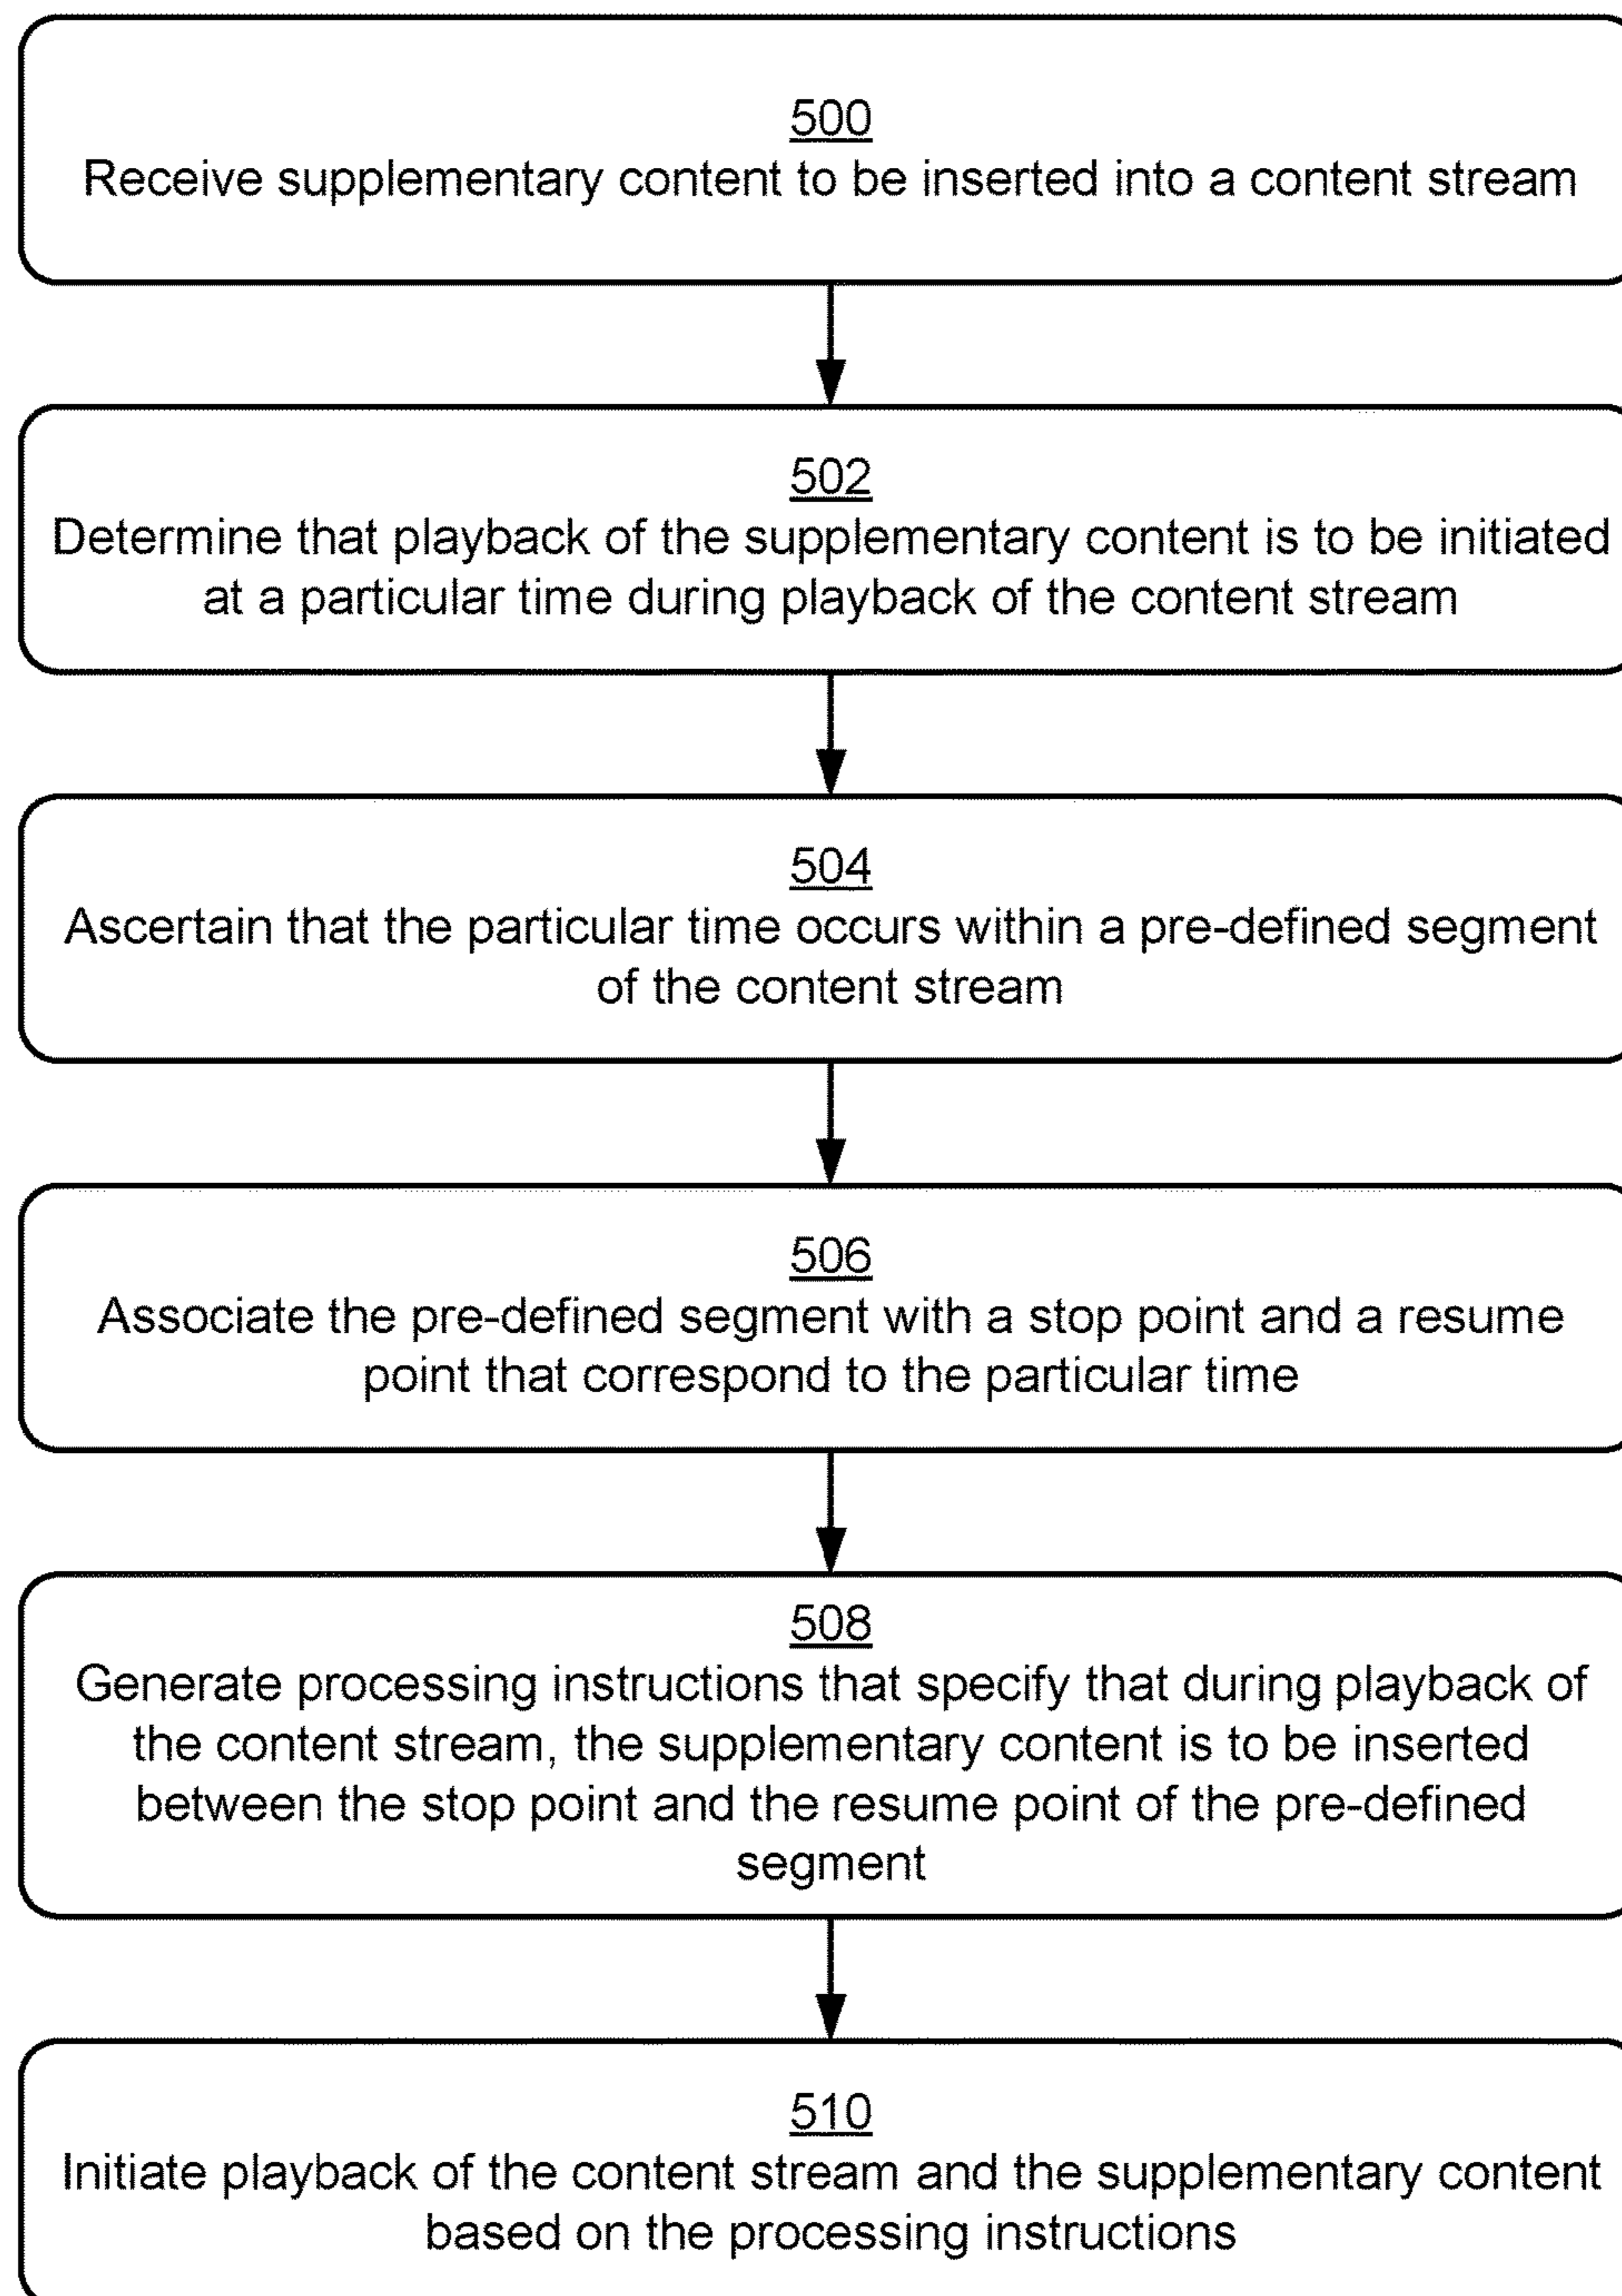 500
Receive supplementary content to be inserted into a content stream
502
Determine that playback of the supplementary content is to be initiated
at a particular time during playback of the content stream
504
Ascertain that the particular time occurs within a pre-defined segment
of the content stream
506
Associate the pre-defined segment with a stop point and a resume
point that correspond to the particular time
508
Generate processing instructions that specify that during playback of
the content stream, the supplementary content is to be inserted
between the stop point and the resume point of the pre-defined
segment
510
Initiate playback of the content stream and the supplementary content
based on the processing instructions